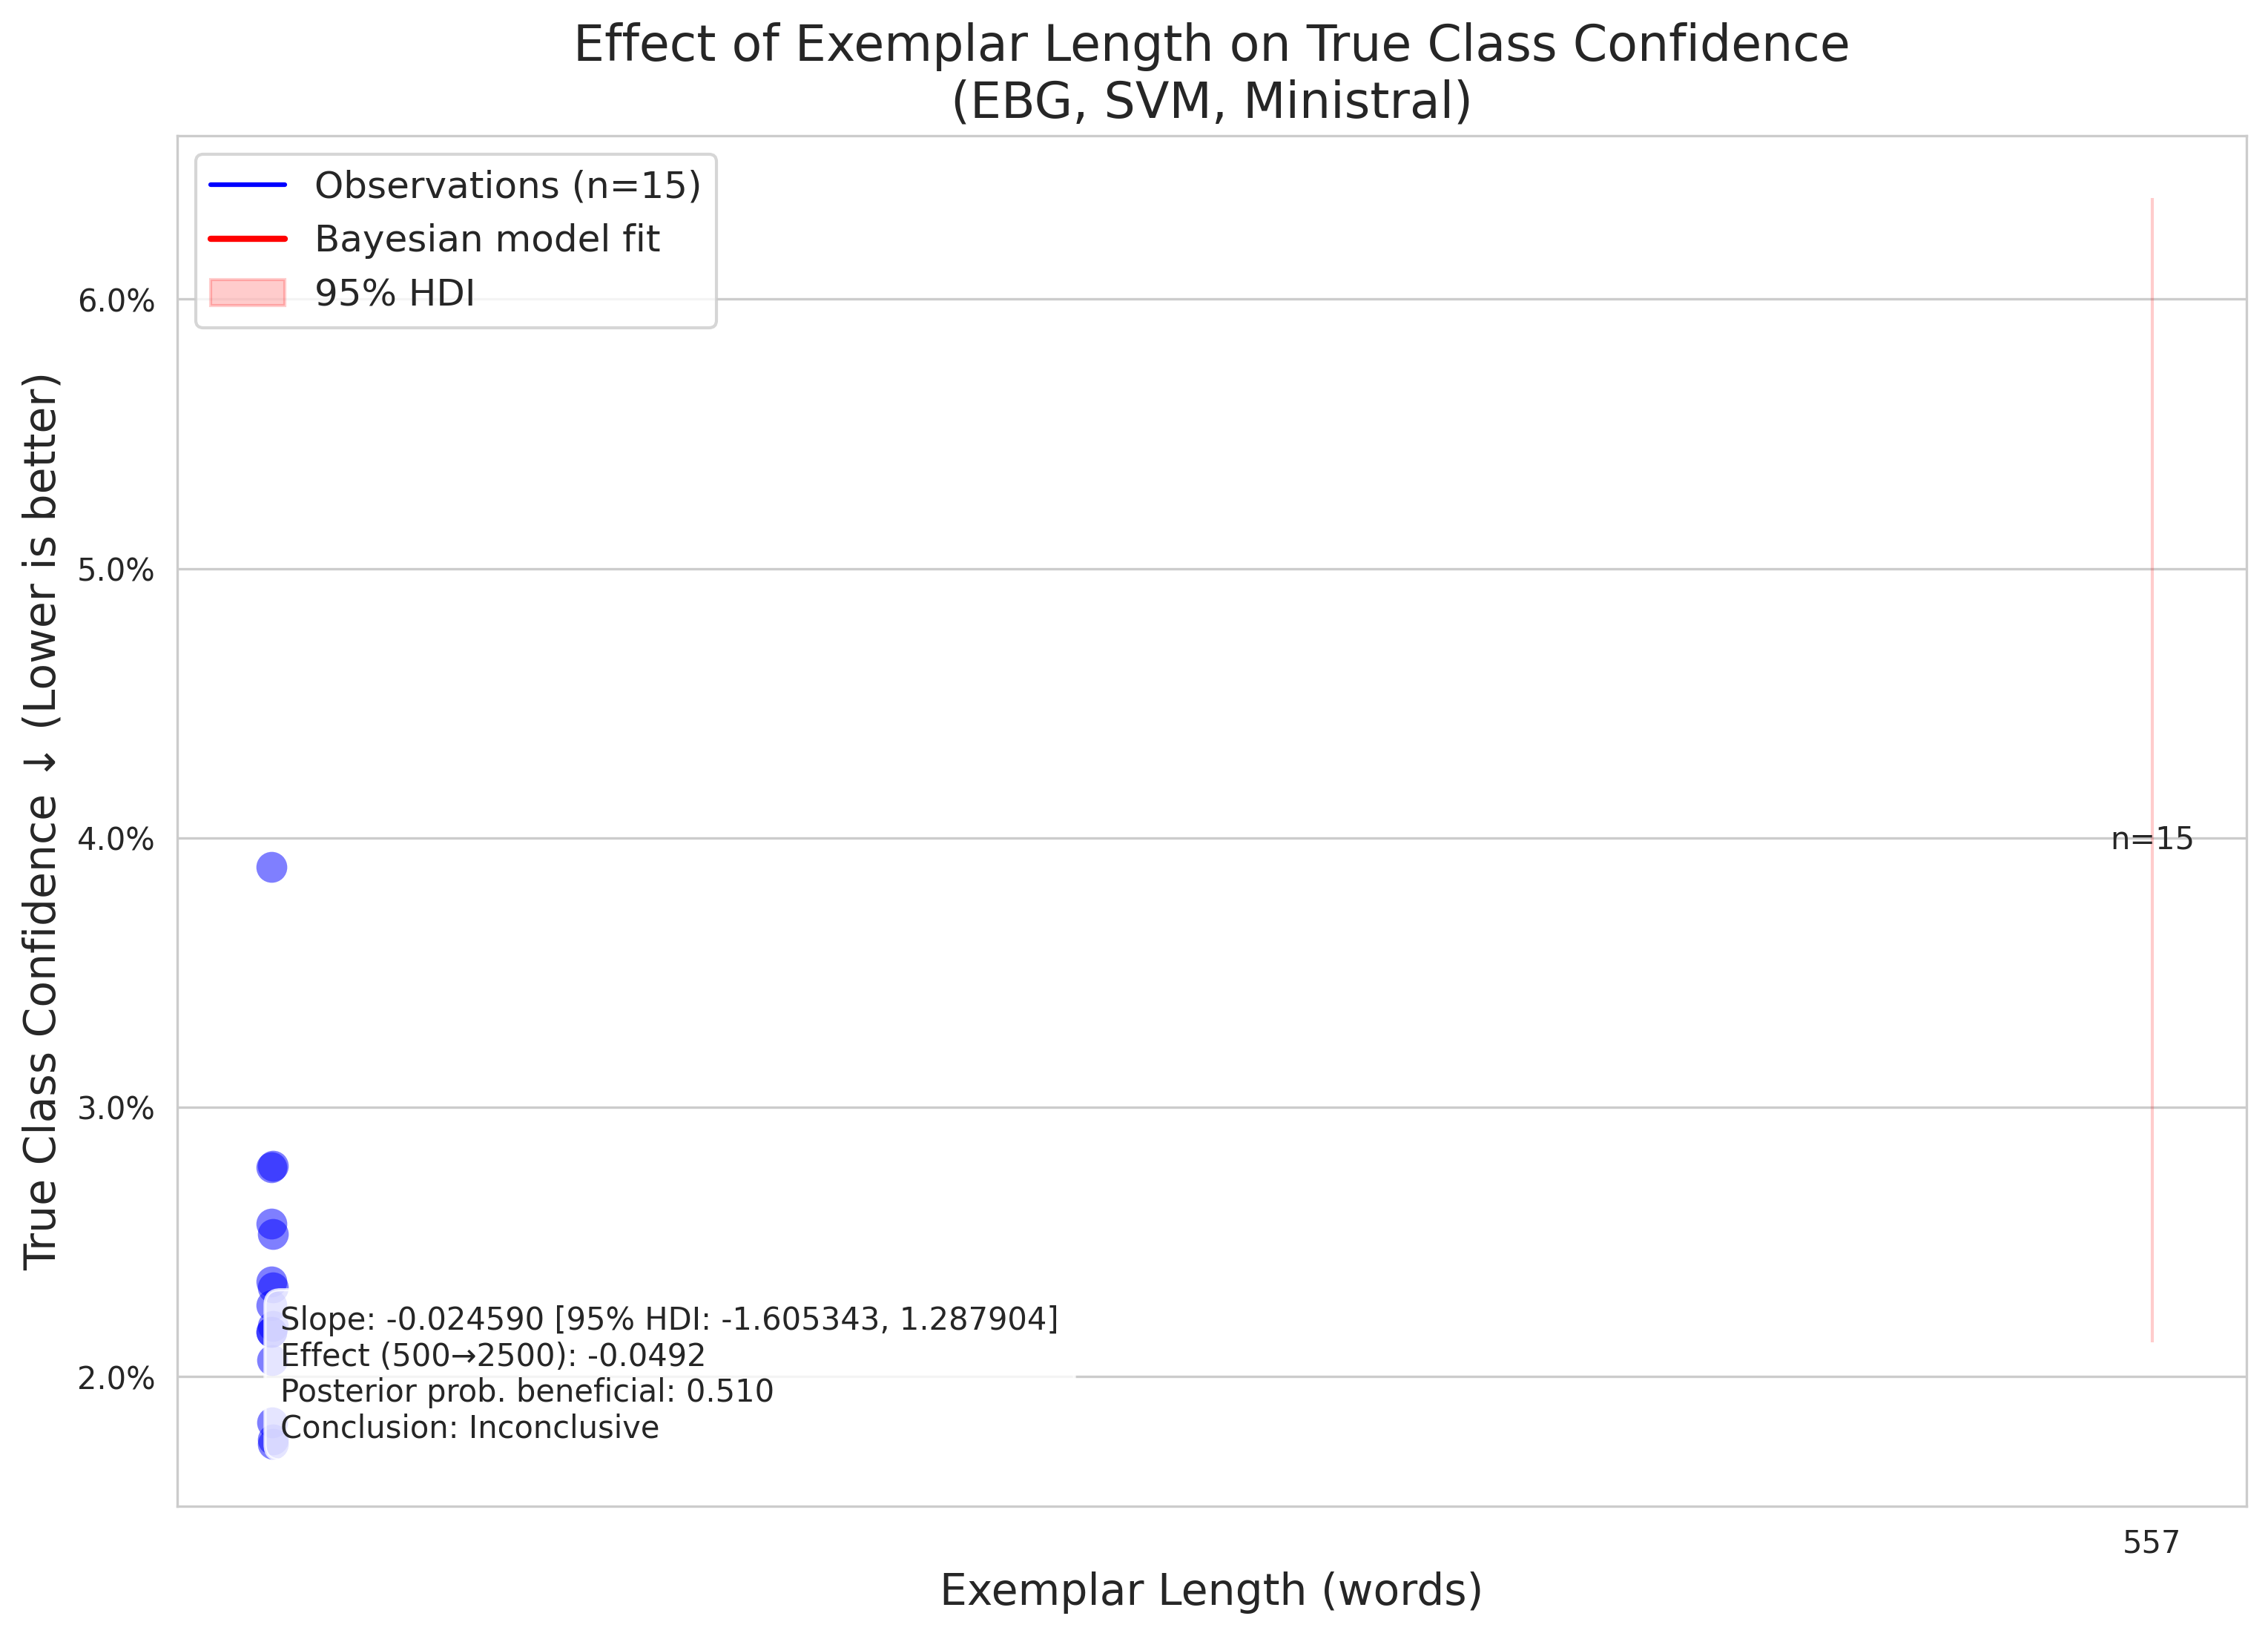 Effect of Exemplar Length on True Class Confidence
(EBG, SVM, Ministral)
Observations (n=15)
Bayesian model fit
95% HDI
True Class Confidence ↓ (Lower is better)
6.0%
5.0%
4.0%
3.0%
2.0%
n=15
Slope: -0.024590 [95% HDI: -1.605343, 1.287904]
Effect (500→2500): -0.0492
Posterior prob. beneficial: 0.510
Conclusion: Inconclusive
557
Exemplar Length (words)